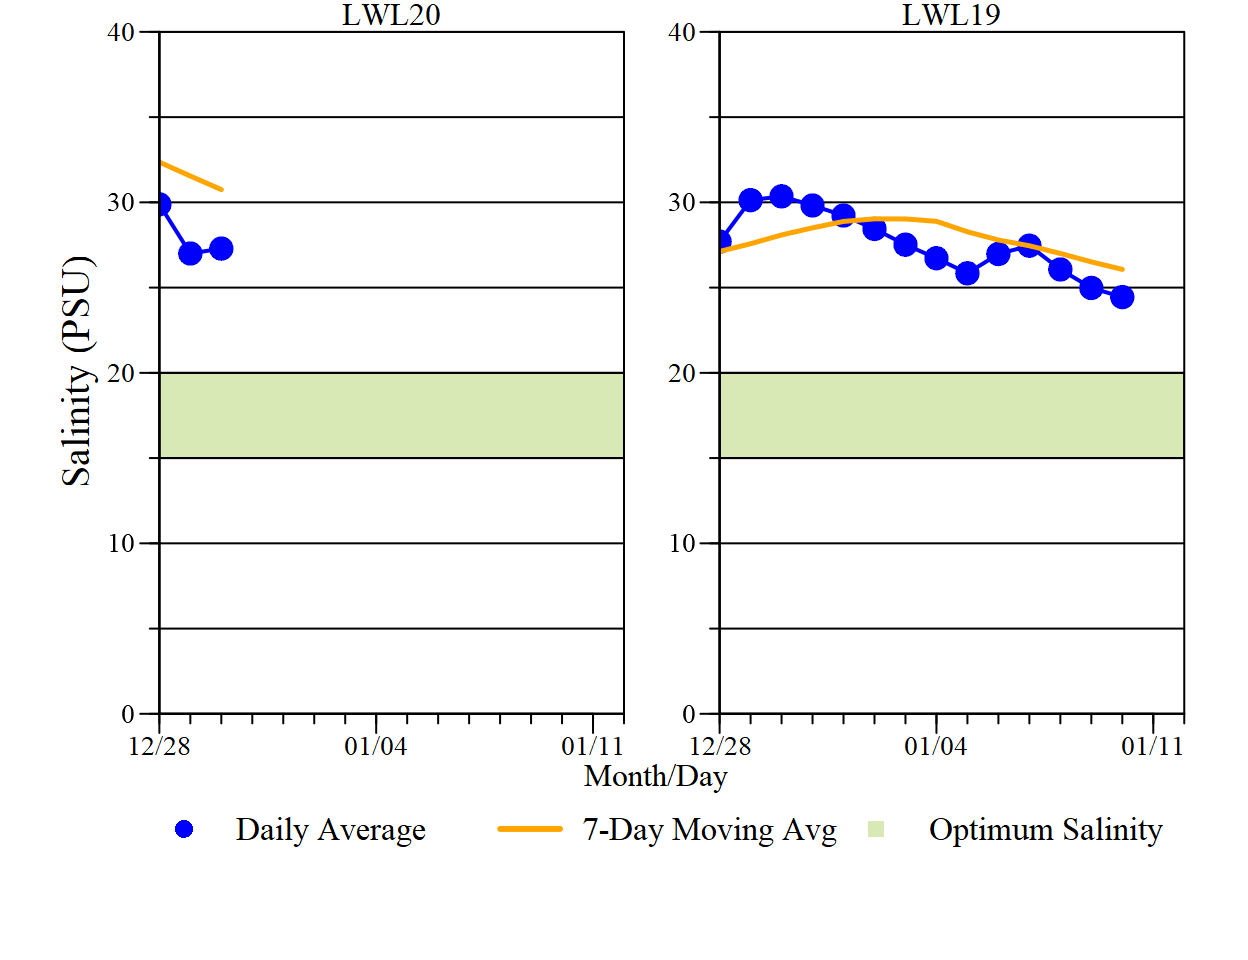 LWL20
LWL19
40
30
20
10
0
40
30
20
10
0
Salinity (PSU)
12/28
01/04
01/11
12/28
01/04
01/11
Month/Day
Daily Average
7-Day Moving Avg
Optimum Salinity